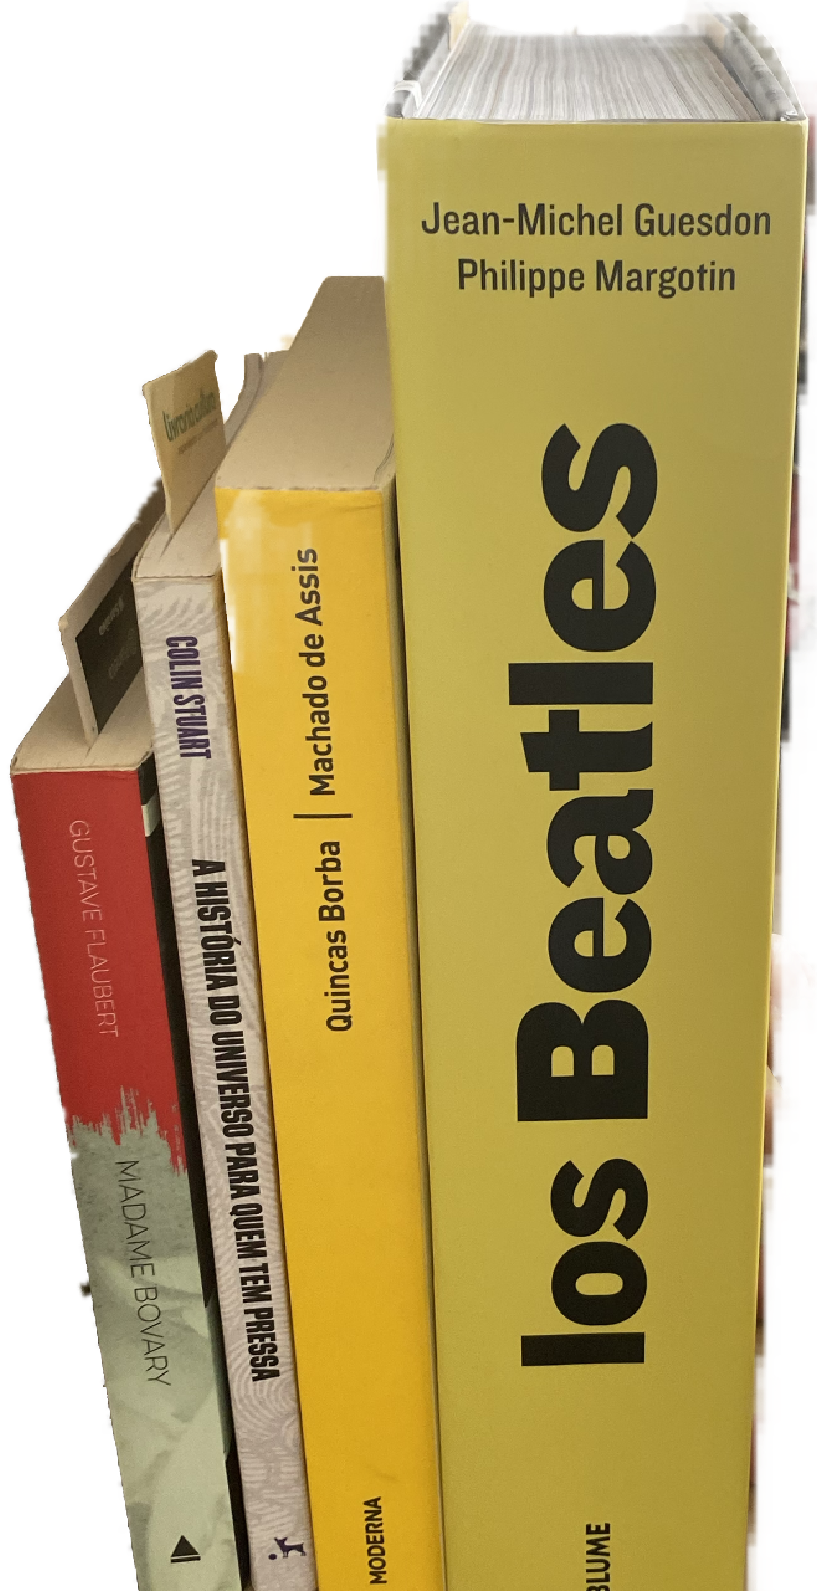 GUSTAVE FLAUBERT
MADAME BOVARY
COLIN STUART
A HISTÓRIA DO UNIVERSO PARA QUEM TEM PRESSA
Quincas Borba | Machado de Assis
MODERNA
Jean-Michel Guesdon
Philippe Margotin
los Beatles
BLUME